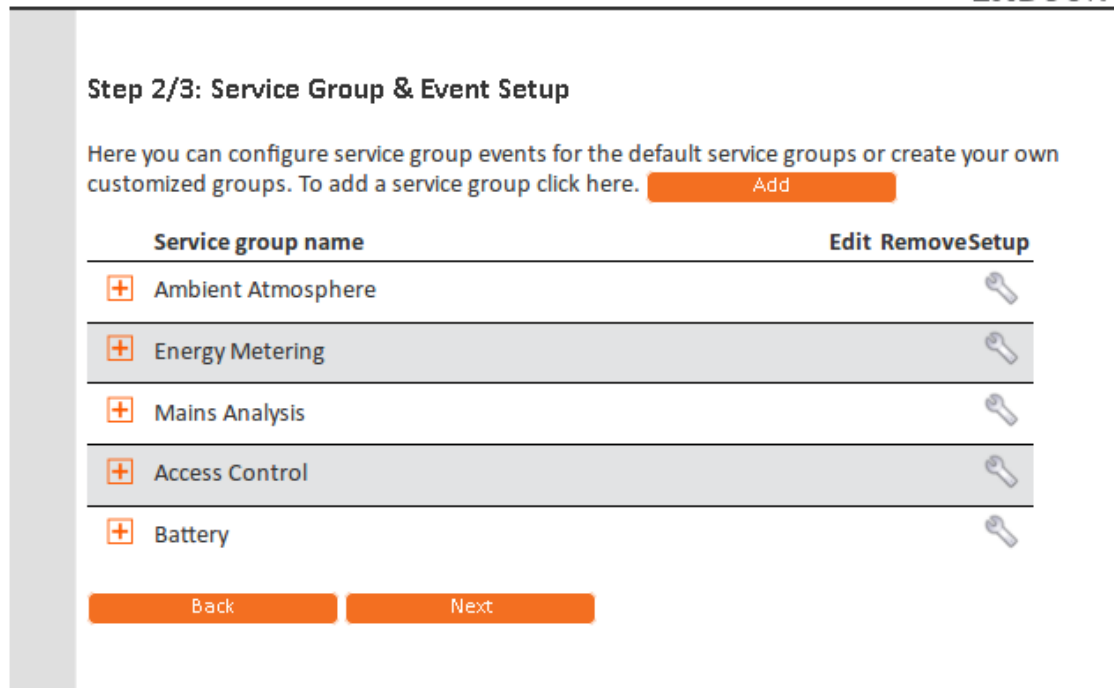 Step 2/3: Service Group & Event Setup
Here you can configure service group events for the default service groups or create your own
customized groups. To add a service group click here. Add
Service group name Edit Remove Setup
Ambient Atmosphere
Energy Metering
Mains Analysis
Access Control
Battery
Back Next